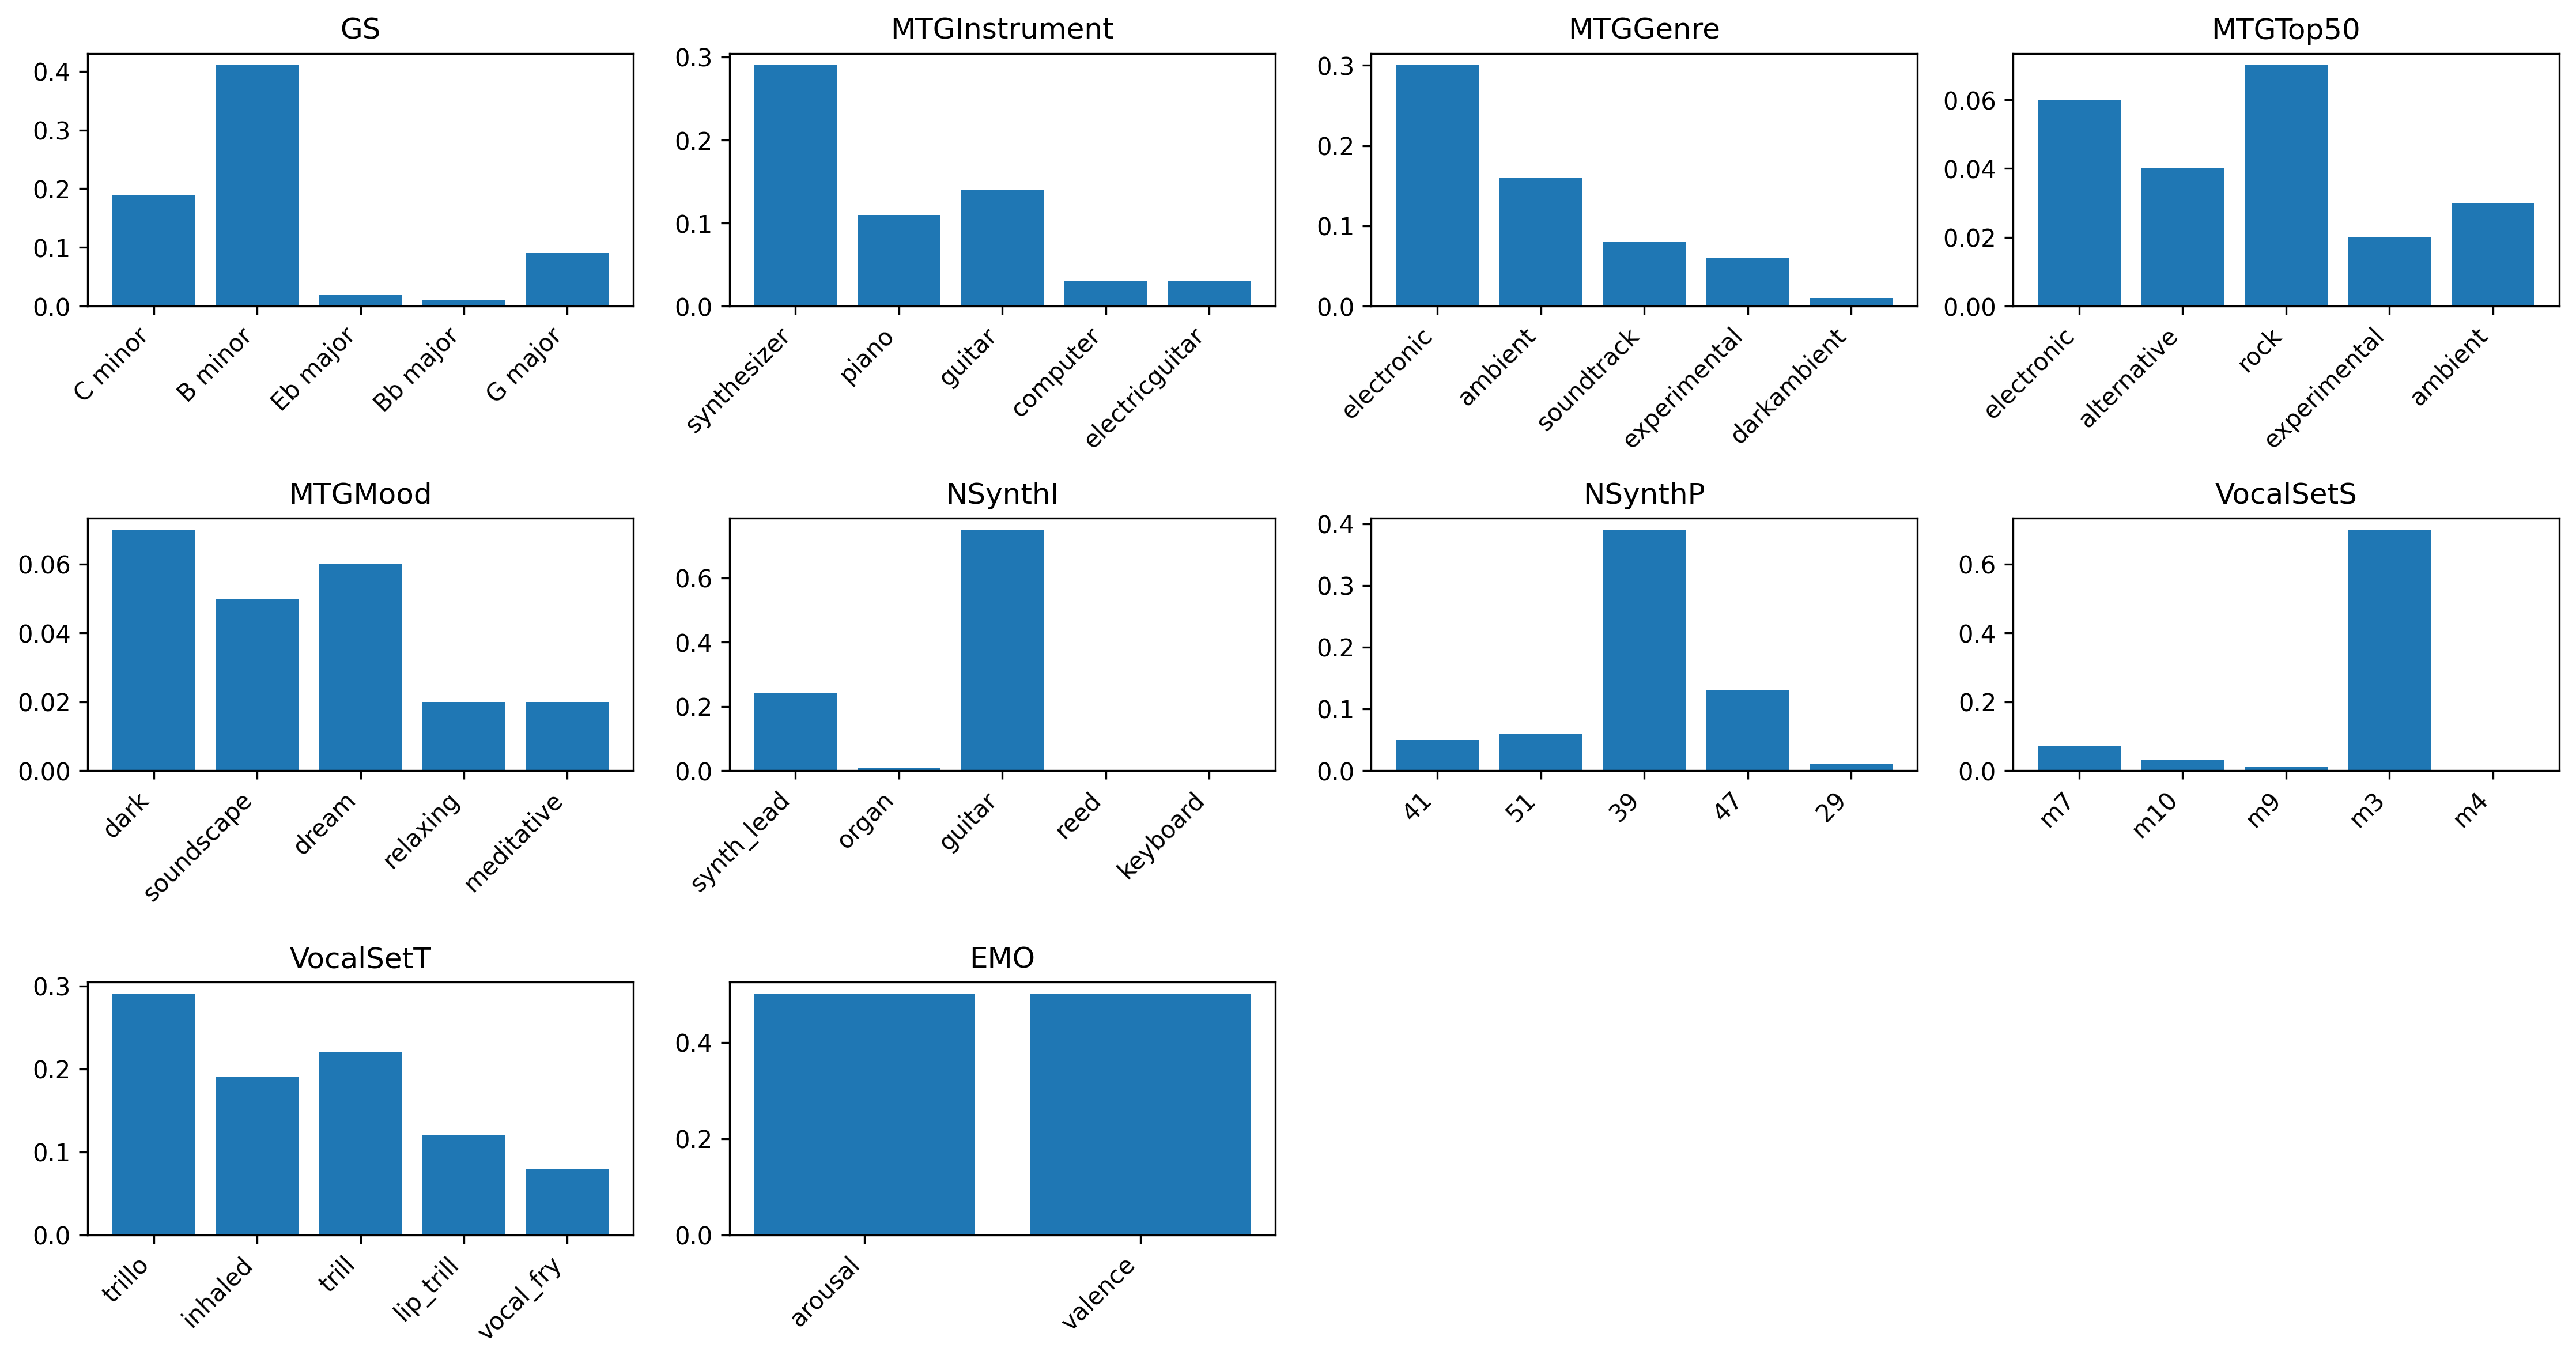 GS
0.4
0.3
0.2
0.1
0.0
C minor
B minor
Eb major
Bb major
G major
MTGInstrument
0.3
0.2
0.1
0.0
synthesizer
piano
guitar
computer
electricguitar
MTGGenre
0.3
0.2
0.1
0.0
electronic
ambient
soundtrack
experimental
darkambient
MTGTop50
0.06
0.04
0.02
0.00
electronic
alternative
rock
experimental
ambient
MTGMood
0.06
0.04
0.02
0.00
dark
soundscape
dream
relaxing
meditative
NSynthI
0.6
0.4
0.2
0.0
synth_lead
organ
guitar
reed
keyboard
NSynthP
0.4
0.3
0.2
0.1
0.0
41
51
39
47
29
VocalSetS
0.6
0.4
0.2
0.0
m7
m10
m9
m3
m4
VocalSetT
0.3
0.2
0.1
0.0
trillo
inhaled
trill
lip_trill
vocal_fry
EMO
0.4
0.2
0.0
arousal
valence